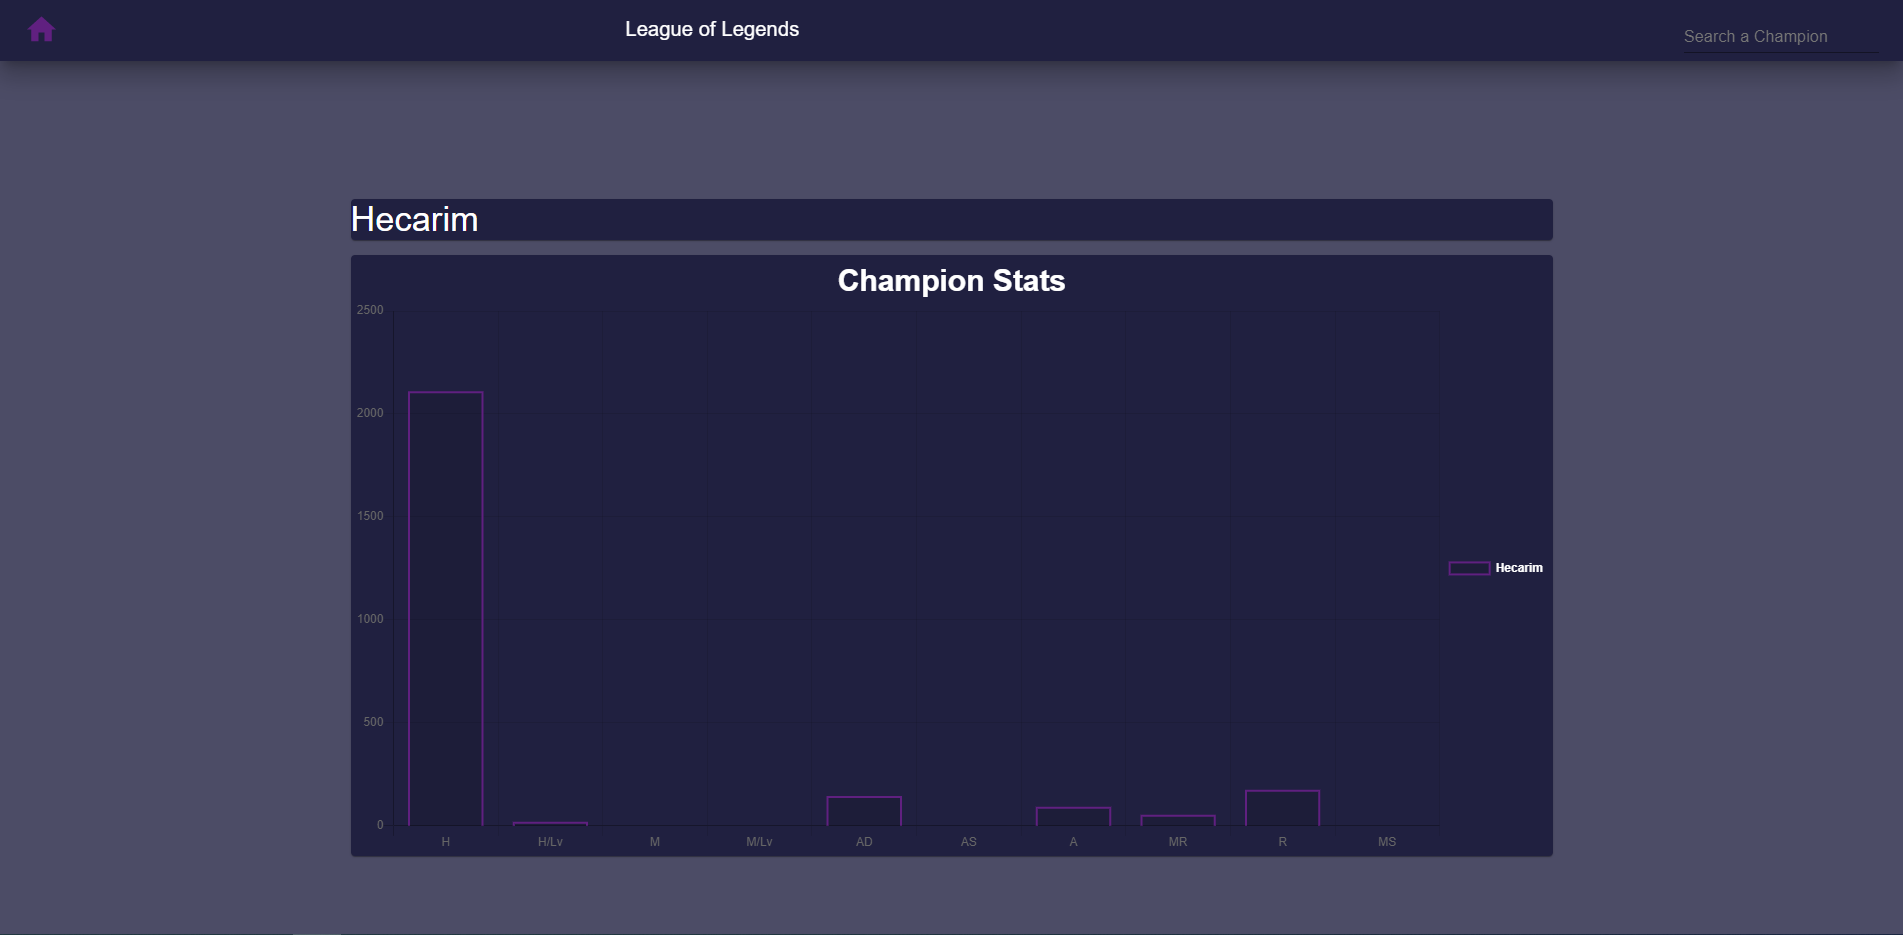 League of Legends
Search a Champion
Hecarim
Champion Stats
2500
2000
1500
1000
500
0
H H/Lv M M/Lv AD AS A MR R MS
Hecarim